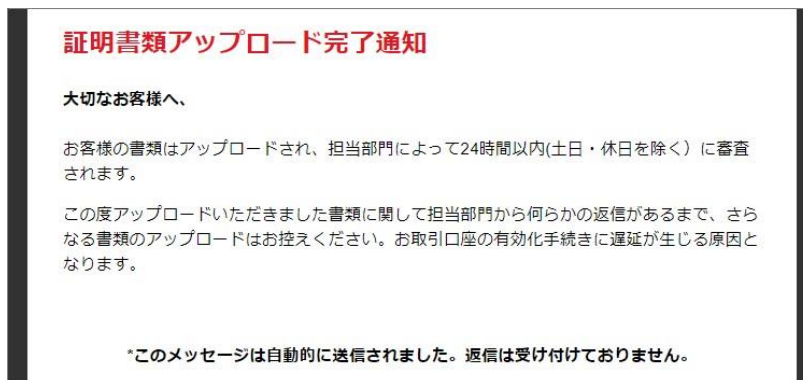 証明書類アップロード完了通知
大切なお客様へ、
お客様の書類はアップロードされ、担当部門によって24時間以内(土日・休日を除く）に審査
されます。
この度アップロードいただきました書類に関して担当部門から何らかの返信があるまで、さら
なる書類のアップロードはお控えください。お取引口座の有効化手続きに遅延が生じる原因と
なります。
*このメッセージは自動的に送信されました。返信は受け付けておりません。